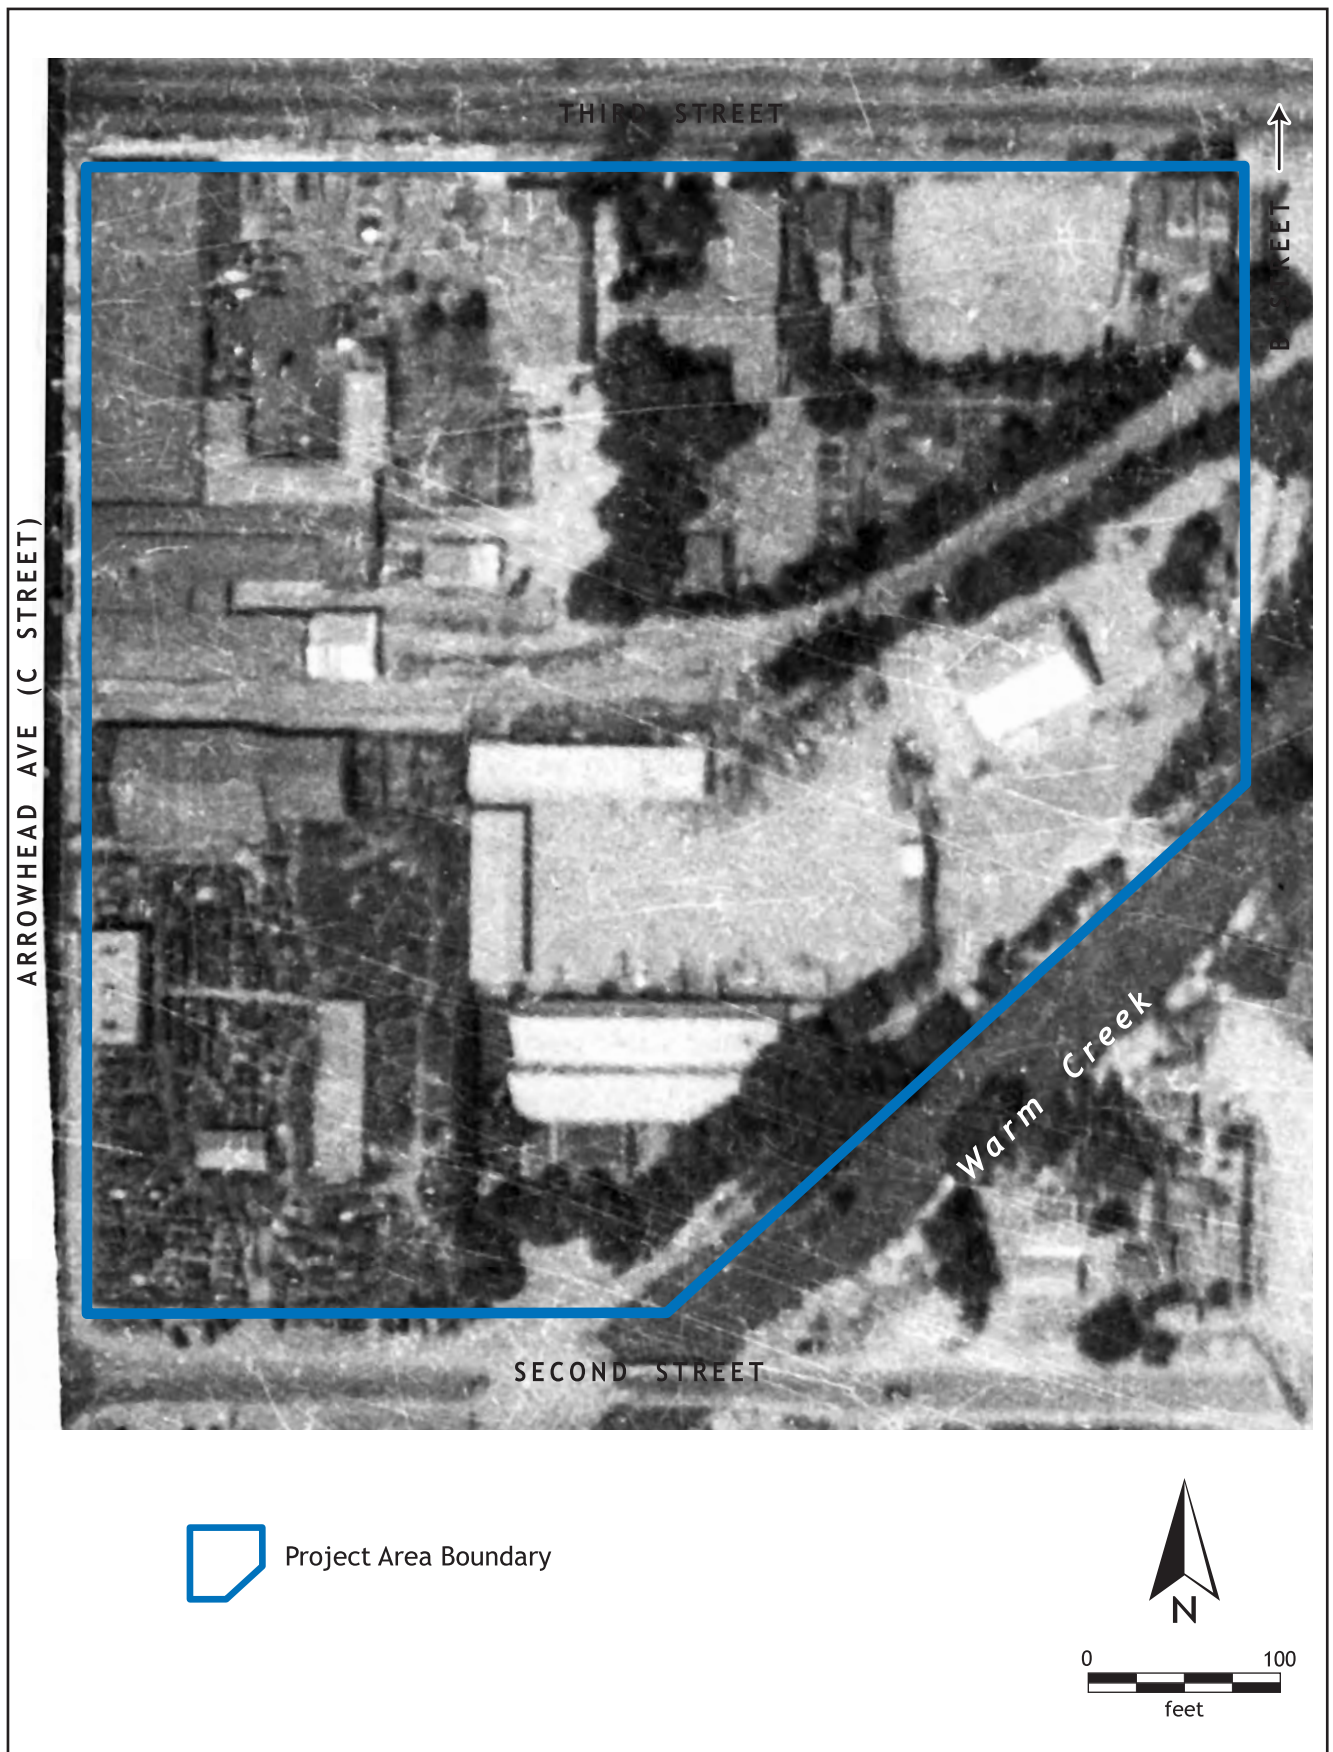 THIRD STREET
ARROWHEAD AVE (C STREET)
Warm Creek
SECOND STREET
Project Area Boundary
N
0 100
feet